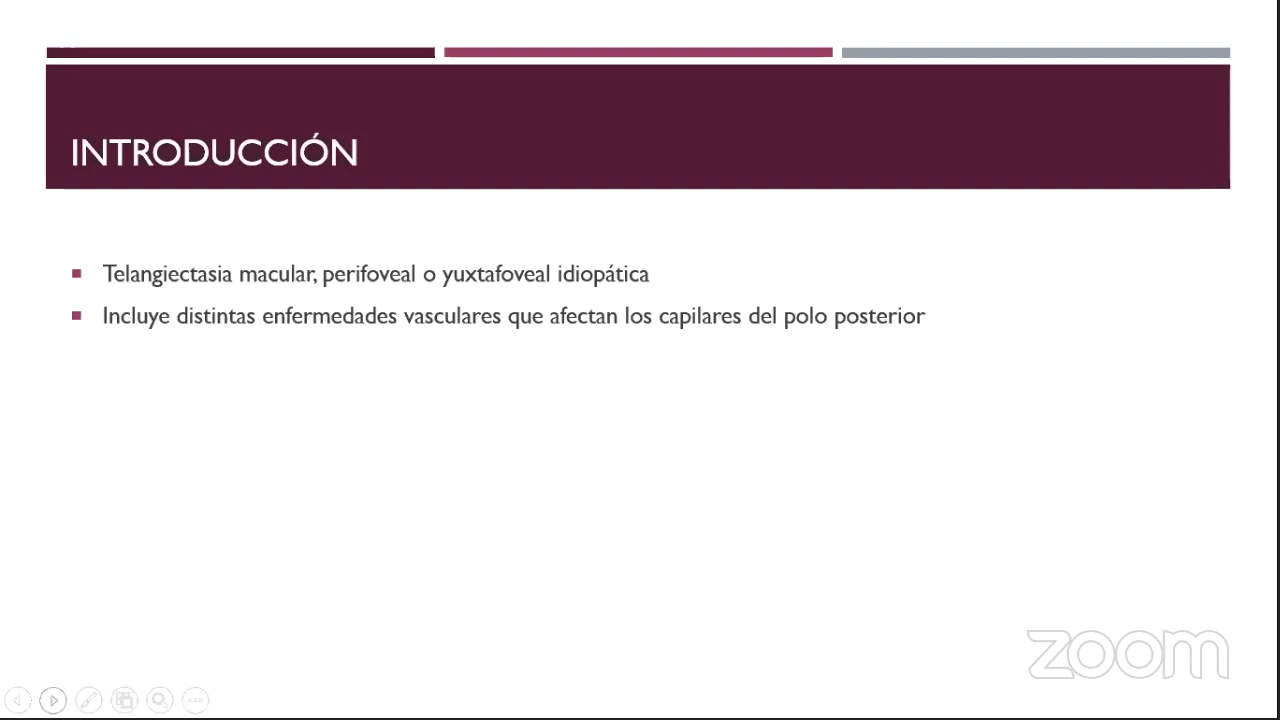 INTRODUCCIÓN
Telangiectasia macular, perifoveal o yuxtafoveal idiopática
Incluye distintas enfermedades vasculares que afectan los capilares del polo posterior
zoom